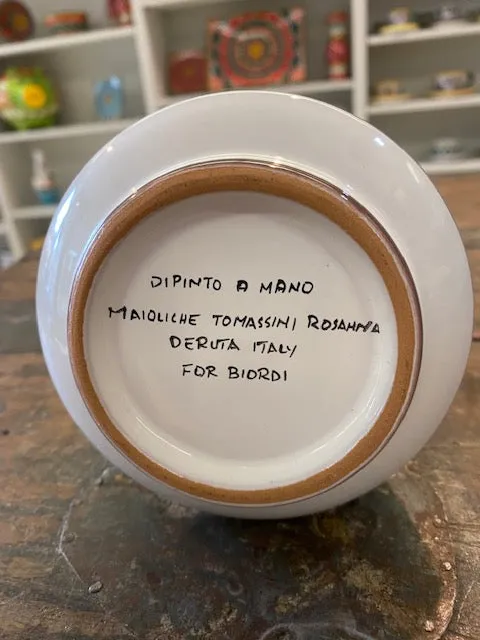 DIPINTO A MANO
MAIOLICHE TOMASSINI ROSANNA
DERUTA ITALY
FOR BIORDI